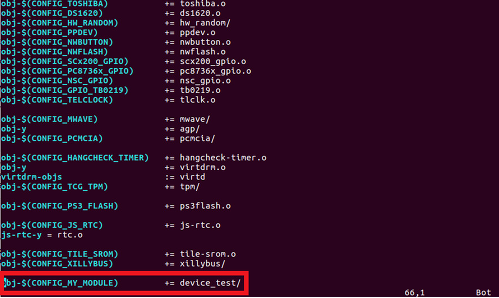 obj-$(CONFIG_TOSHIBA) += toshiba.o
obj-$(CONFIG_DS1620) += ds1620.o
obj-$(CONFIG_HW_RANDOM) += hw_random/
obj-$(CONFIG_PPDEV) += ppdev.o
obj-$(CONFIG_NWBUTTON) += nwbutton.o
obj-$(CONFIG_NWFLASH) += nwflash.o
obj-$(CONFIG_SCx200_GPIO) += scx200_gpio.o
obj-$(CONFIG_PC8736x_GPIO) += pc8736x_gpio.o
obj-$(CONFIG_NSC_GPIO) += nsc_gpio.o
obj-$(CONFIG_GPIO_TB0219) += tb0219.o
obj-$(CONFIG_TELCLOCK) += tlclk.o
obj-$(CONFIG_MWAVE) += mwave/
obj-y += agp/
obj-$(CONFIG_PCMCIA) += pcmcia/
obj-$(CONFIG_HANGCHECK_TIMER) += hangcheck-timer.o
obj-y += virtdrm.o
virtdrm-objs := virtd
obj-$(CONFIG_TCG_TPM) += tpm/
obj-$(CONFIG_PS3_FLASH) += ps3flash.o
obj-$(CONFIG_JS_RTC) += js-rtc.o
js-rtc-y = rtc.o
obj-$(CONFIG_TILE_SROM) += tile-srom.o
obj-$(CONFIG_XILLYBUS) += xillybus/
obj-$(CONFIG_MY_MODULE) += device_test/
66,1 Bot